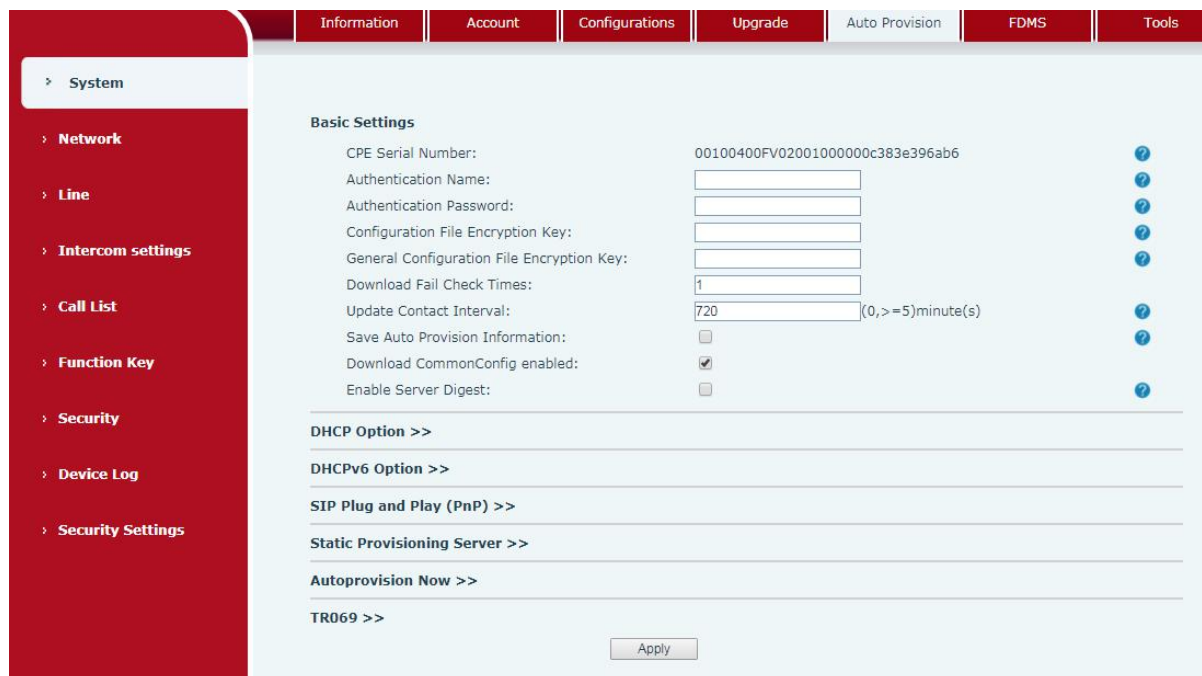 Information Account Configurations Upgrade Auto Provision FDMS Tools
System
Network
Line
Intercom settings
Call List
Function Key
Security
Device Log
Security Settings
Basic Settings
CPE Serial Number: 00100400FV02001000000c383e396ab6
Authentication Name:
Authentication Password:
Configuration File Encryption Key:
General Configuration File Encryption Key:
Download Fail Check Times: 1
Update Contact Interval: 720 (0,>=5)minute(s)
Save Auto Provision Information:
Download CommonConfig enabled:
Enable Server Digest:
DHCP Option >>
DHCPv6 Option >>
SIP Plug and Play (PnP) >>
Static Provisioning Server >>
Autoprovision Now >>
TR069 >>
Apply